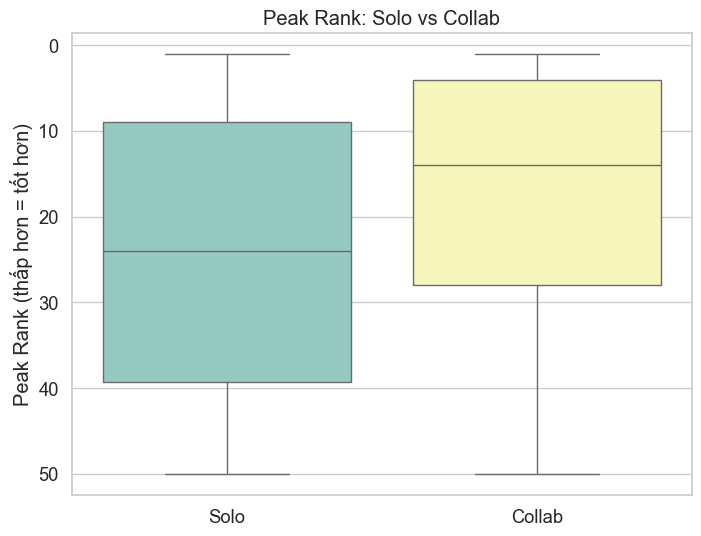 Peak Rank: Solo vs Collab
Peak Rank (thấp hơn = tốt hơn)
0
10
20
30
40
50
Solo
Collab